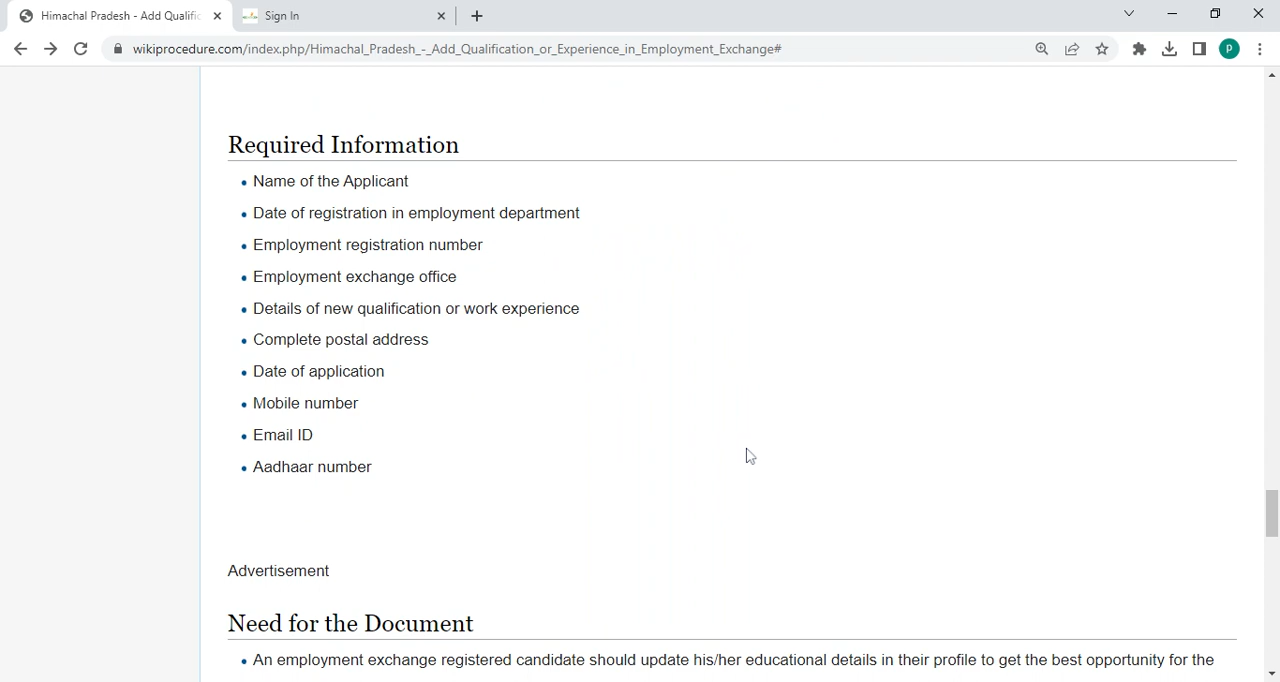 Himachal Pradesh - Add Qualific
Sign In
wikiprocedure.com/index.php/Himachal_Pradesh_-_Add_Qualification_or_Experience_in_Employment_Exchange#
P
Required Information
Name of the Applicant
Date of registration in employment department
Employment registration number
Employment exchange office
Details of new qualification or work experience
Complete postal address
Date of application
Mobile number
Email ID
Aadhaar number
Advertisement
Need for the Document
An employment exchange registered candidate should update his/her educational details in their profile to get the best opportunity for the